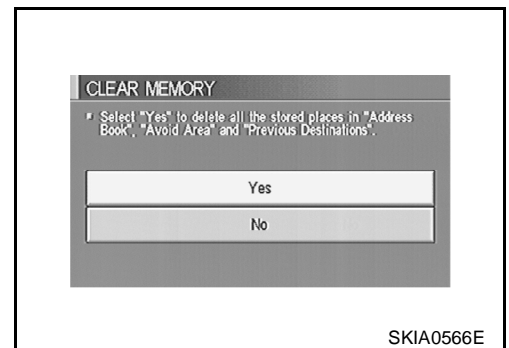 CLEAR MEMORY
Select "Yes" to delete all the stored places in "Address
Book", "Avoid Area" and "Previous Destinations".
Yes
No
SKIA0566E